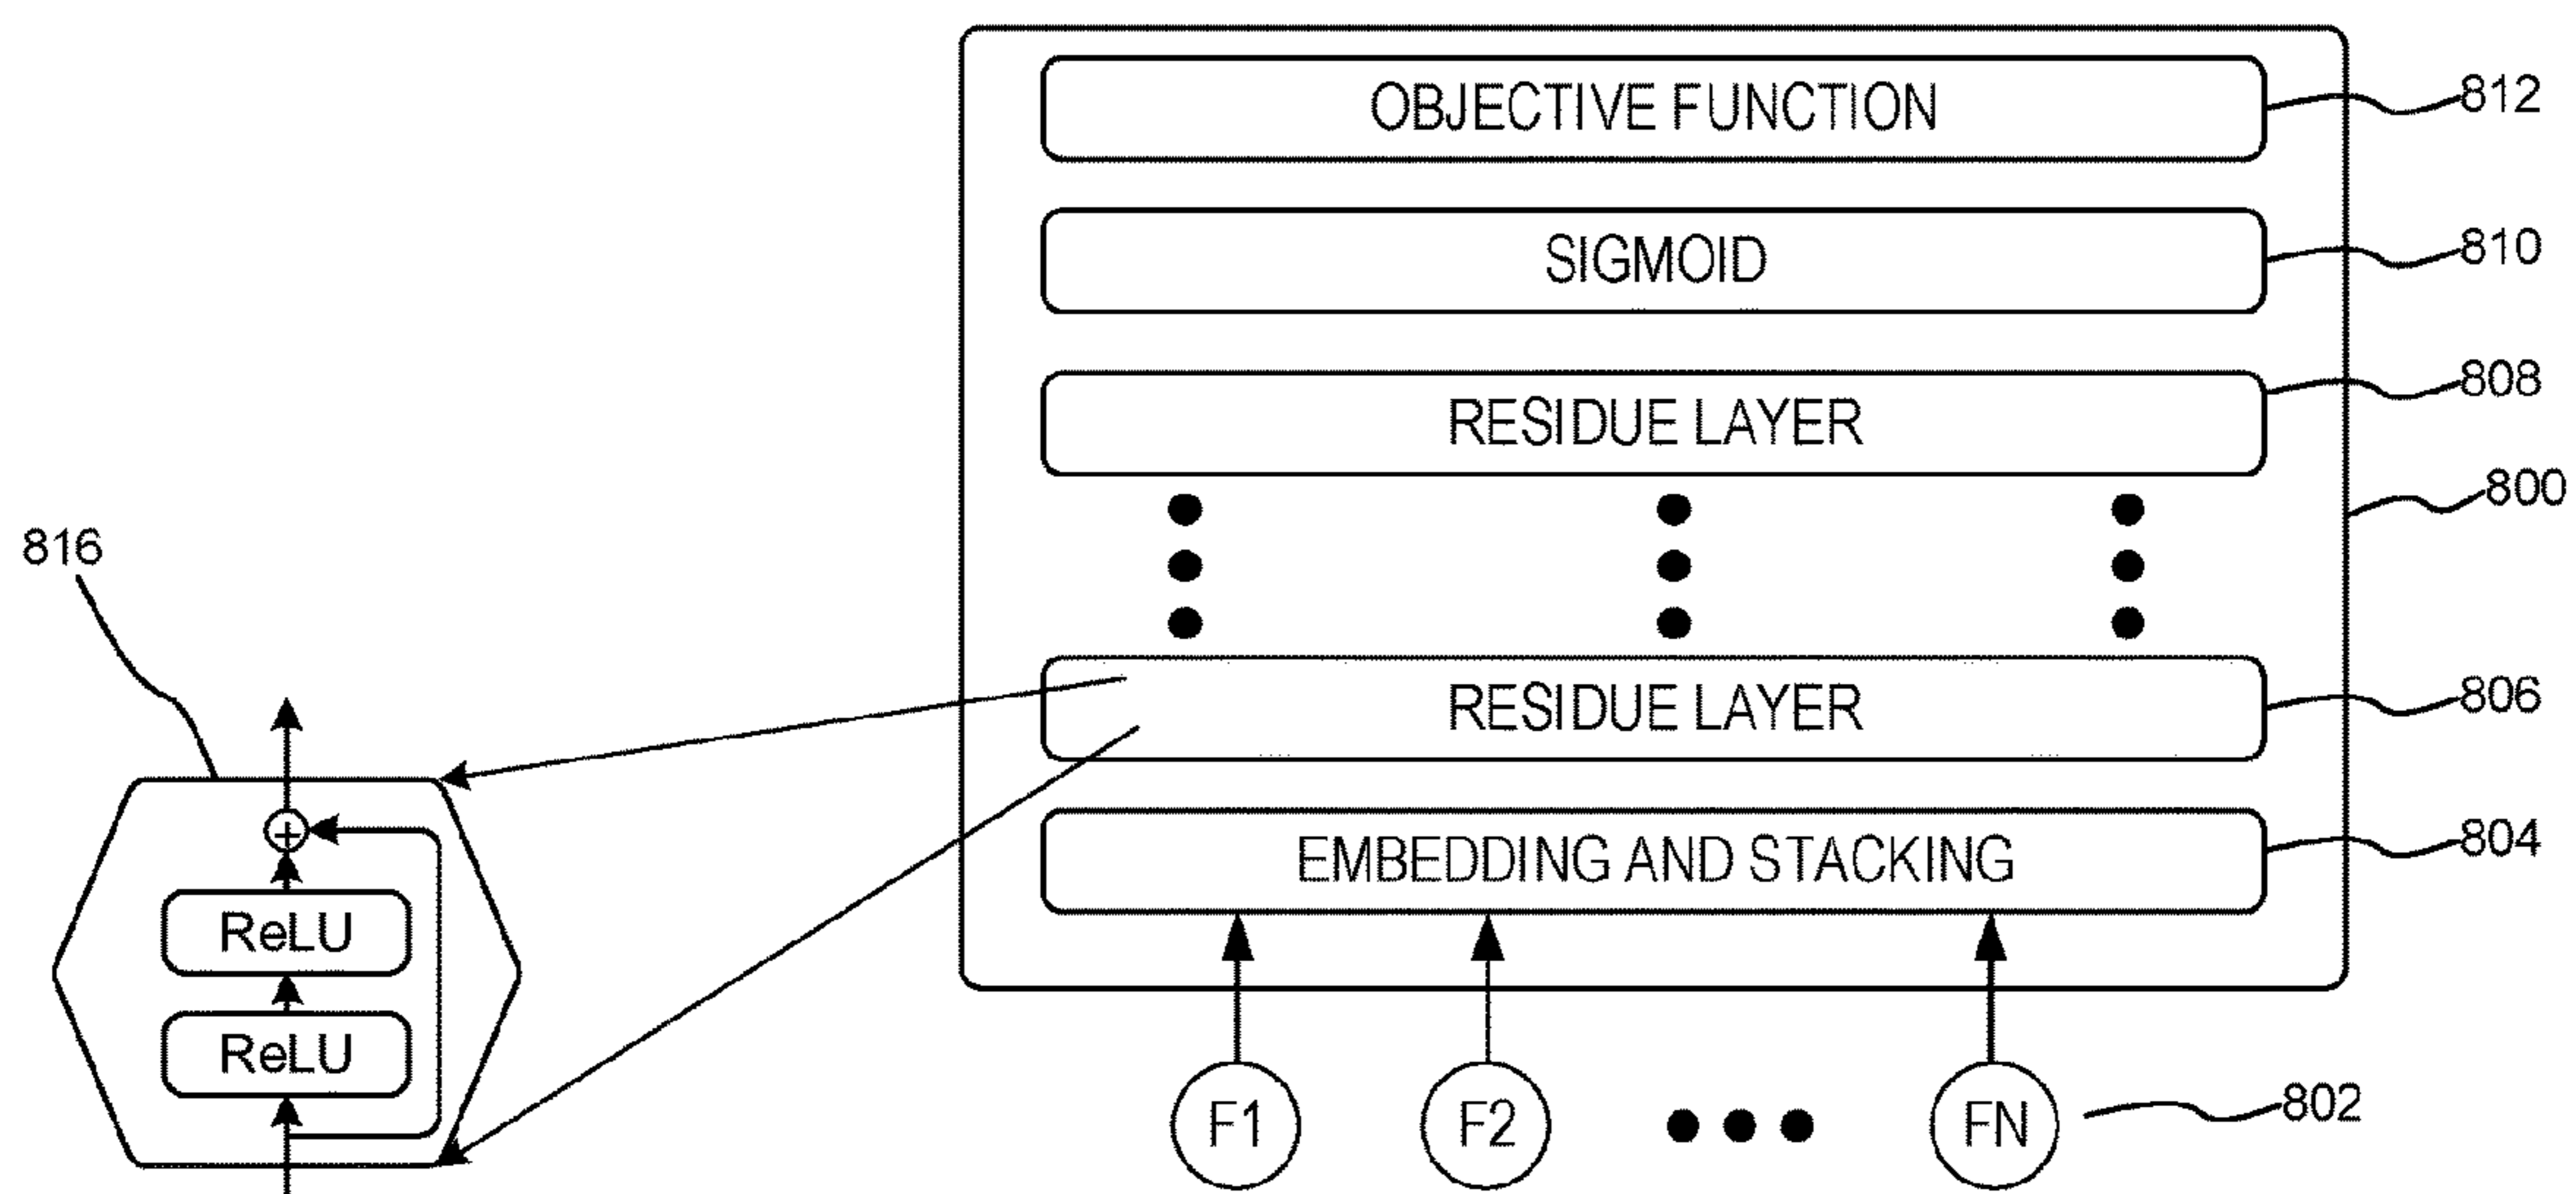 OBJECTIVE FUNCTION
812
SIGMOID
810
RESIDUE LAYER
808
800
816
RESIDUE LAYER
806
EMBEDDING AND STACKING
804
ReLU
ReLU
F1
F2
FN
802